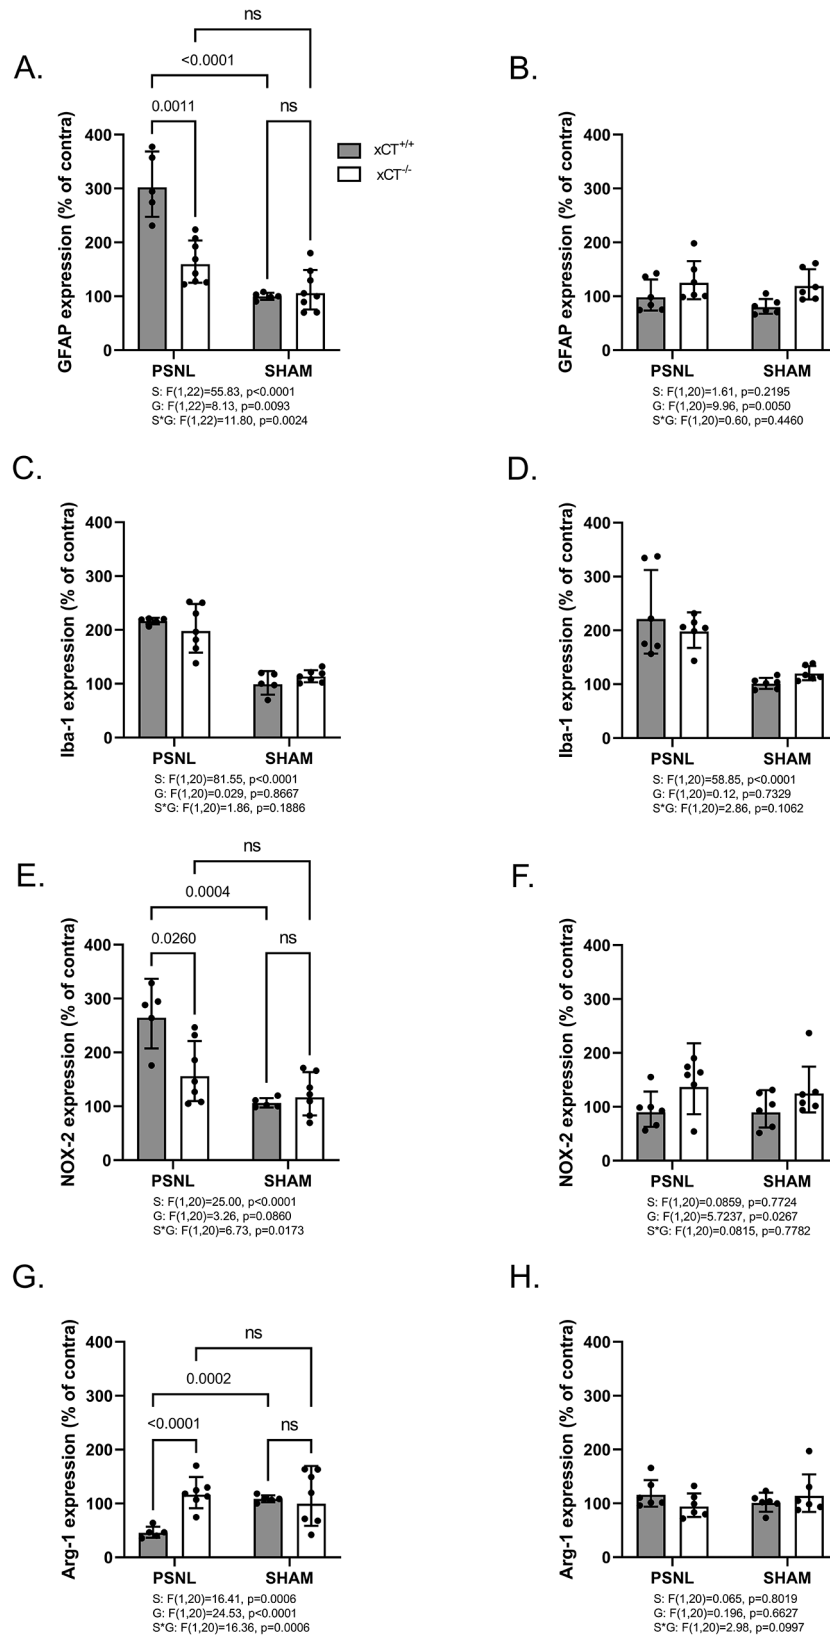 ns
A.
B.
<0.0001
0.0011
ns
xCT+/+
xCT-/-
GFAP expression (% of contra)
400
300
200
100
0
PSNL
SHAM
S: F(1,22)=55.83, p<0.0001
G: F(1,22)=8.13, p=0.0093
S*G: F(1,22)=11.80, p=0.0024
GFAP expression (% of contra)
400
300
200
100
0
PSNL
SHAM
S: F(1,20)=1.61, p=0.2195
G: F(1,20)=9.96, p=0.0050
S*G: F(1,20)=0.60, p=0.4460
C.
D.
Iba-1 expression (% of contra)
400
300
200
100
0
PSNL
SHAM
S: F(1,20)=81.55, p<0.0001
G: F(1,20)=0.029, p=0.8667
S*G: F(1,20)=1.86, p=0.1886
Iba-1 expression (% of contra)
400
300
200
100
0
PSNL
SHAM
S: F(1,20)=58.85, p<0.0001
G: F(1,20)=0.12, p=0.7329
S*G: F(1,20)=2.86, p=0.1062
E.
F.
ns
0.0004
0.0260
ns
NOX-2 expression (% of contra)
400
300
200
100
0
PSNL
SHAM
S: F(1,20)=25.00, p<0.0001
G: F(1,20)=3.26, p=0.0860
S*G: F(1,20)=6.73, p=0.0173
NOX-2 expression (% of contra)
400
300
200
100
0
PSNL
SHAM
S: F(1,20)=0.0859, p=0.7724
G: F(1,20)=5.7237, p=0.0267
S*G: F(1,20)=0.0815, p=0.7782
G.
H.
ns
0.0002
<0.0001
ns
Arg-1 expression (% of contra)
400
300
200
100
0
PSNL
SHAM
S: F(1,20)=16.41, p=0.0006
G: F(1,20)=24.53, p<0.0001
S*G: F(1,20)=16.36, p=0.0006
Arg-1 expression (% of contra)
400
300
200
100
0
PSNL
SHAM
S: F(1,20)=0.065, p=0.8019
G: F(1,20)=0.196, p=0.6627
S*G: F(1,20)=2.98, p=0.0997